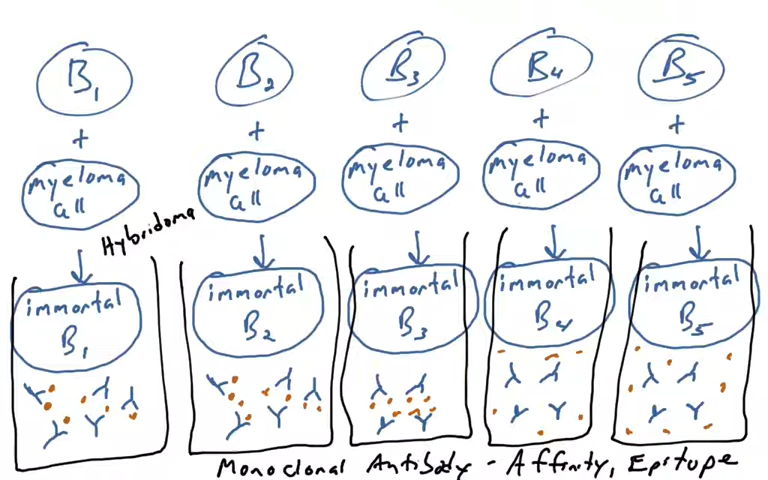 B1 B2 B3 B4 B5
+ + + + +
myeloma myeloma myeloma myeloma myeloma
cell cell cell cell cell
Hybridoma
immortal immortal immortal immortal immortal
B1 B2 B3 B4 B5
Monoclonal Antibody - Affinity, Epitope